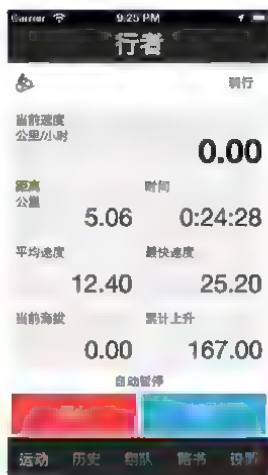 Carrier 9:25 PM
行者
骑行
当前速度
公里/小时
0.00
距离 时间
公里
5.06 0:24:28
平均速度 最快速度
12.40 25.20
当前海拔 累计上升
0.00 167.00
自动暂停
运动 历史 组队 路书 设置